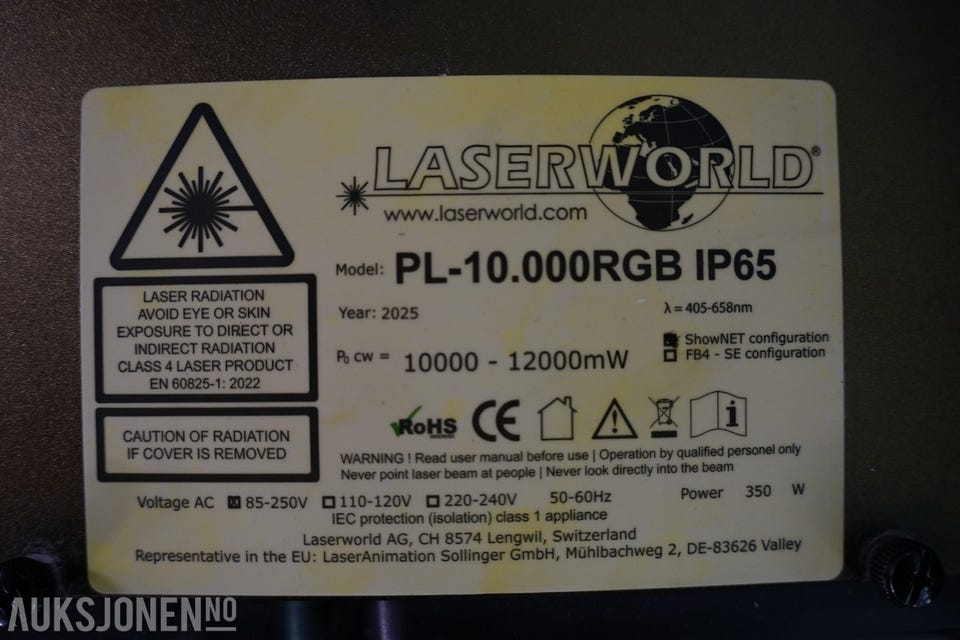 LASERWORLD®
www.laserworld.com
Model: PL-10.000RGB IP65
Year: 2025
λ = 405-658nm
P₀ cw = 10000 - 12000mW
ShowNET configuration
FB4 - SE configuration
LASER RADIATION
AVOID EYE OR SKIN
EXPOSURE TO DIRECT OR
INDIRECT RADIATION
CLASS 4 LASER PRODUCT
EN 60825-1: 2022
CAUTION OF RADIATION
IF COVER IS REMOVED
RoHS CE
WARNING ! Read user manual before use | Operation by qualified personel only
Never point laser beam at people | Never look directly into the beam
Voltage AC 85-250V 110-120V 220-240V 50-60Hz Power 350 W
IEC protection (isolation) class 1 appliance
Laserworld AG, CH 8574 Lengwil, Switzerland
Representative in the EU: LaserAnimation Sollinger GmbH, Mühlbachweg 2, DE-83626 Valley
AUKSJONEN.NO